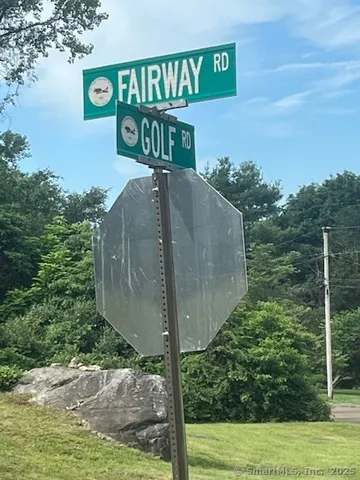 FAIRWAY RD
GOLF RD
©SmartMLS, Inc. 2025